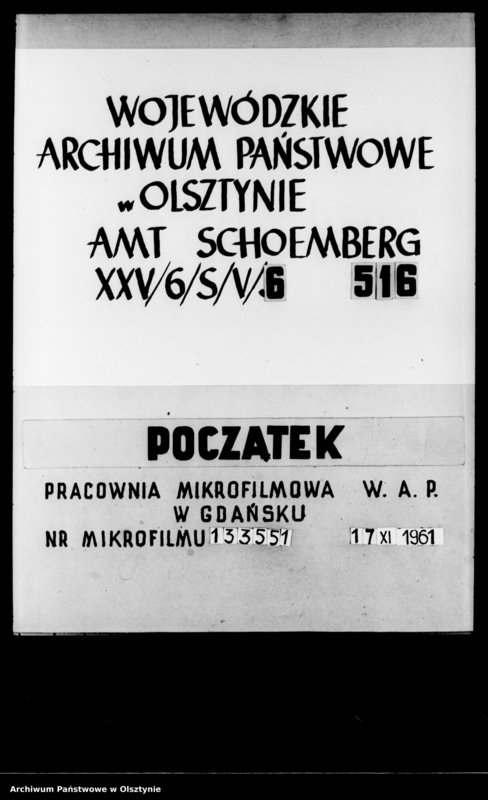 WOJEWÓDZKIE
ARCHIWUM PAŃSTWOWE
w OLSZTYNIE
AMT SCHOEMBERG
XXV/6/S/V/.6 516
POCZĄTEK
PRACOWNIA MIKROFILMOWA W. A. P.
W GDAŃSKU
NR MIKROFILMU 133551 17 XI 1961
Archiwum Państwowe w Olsztynie